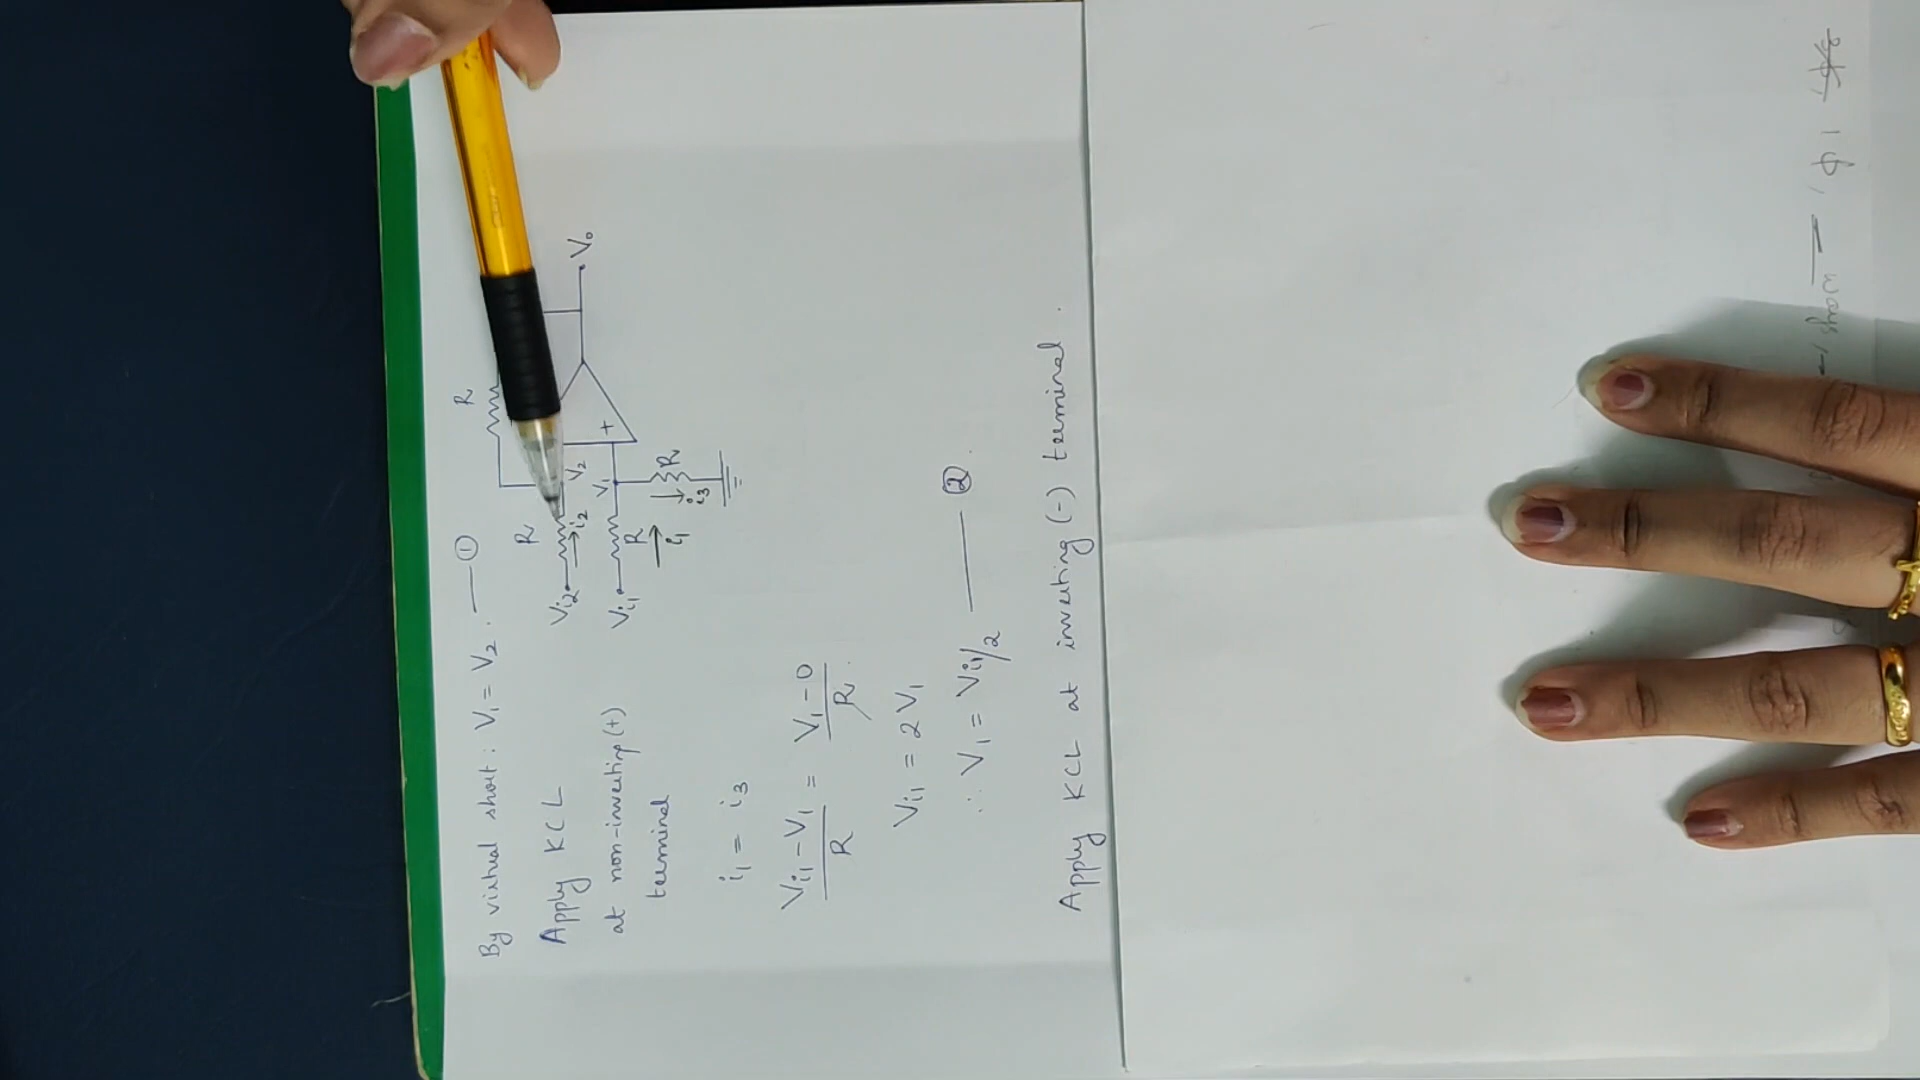 By virtual short: V₁ = V₂. — ①
Apply KCL
at non-inverting (+)
terminal
i₁ = i₃
(Vi₁ - V₁)/R = (V₁ - 0)/R
Vi₁ = 2V₁
∴ V₁ = Vi₁/2 — ②
Apply KCL at inverting (-) terminal.
R
R
Vi₂
i₂
V₂
Vi₁
R
i₁
V₁
+
R
i₃
V₀